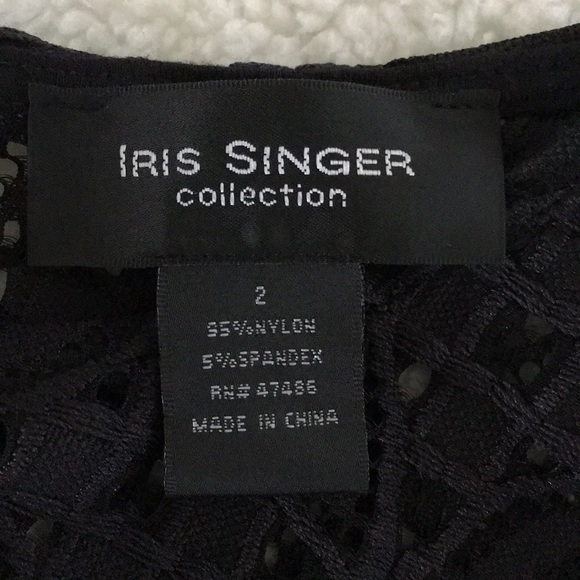 IRIS SINGER
collection
2
95%NYLON
5%SPANDEX
RN# 47486
MADE IN CHINA